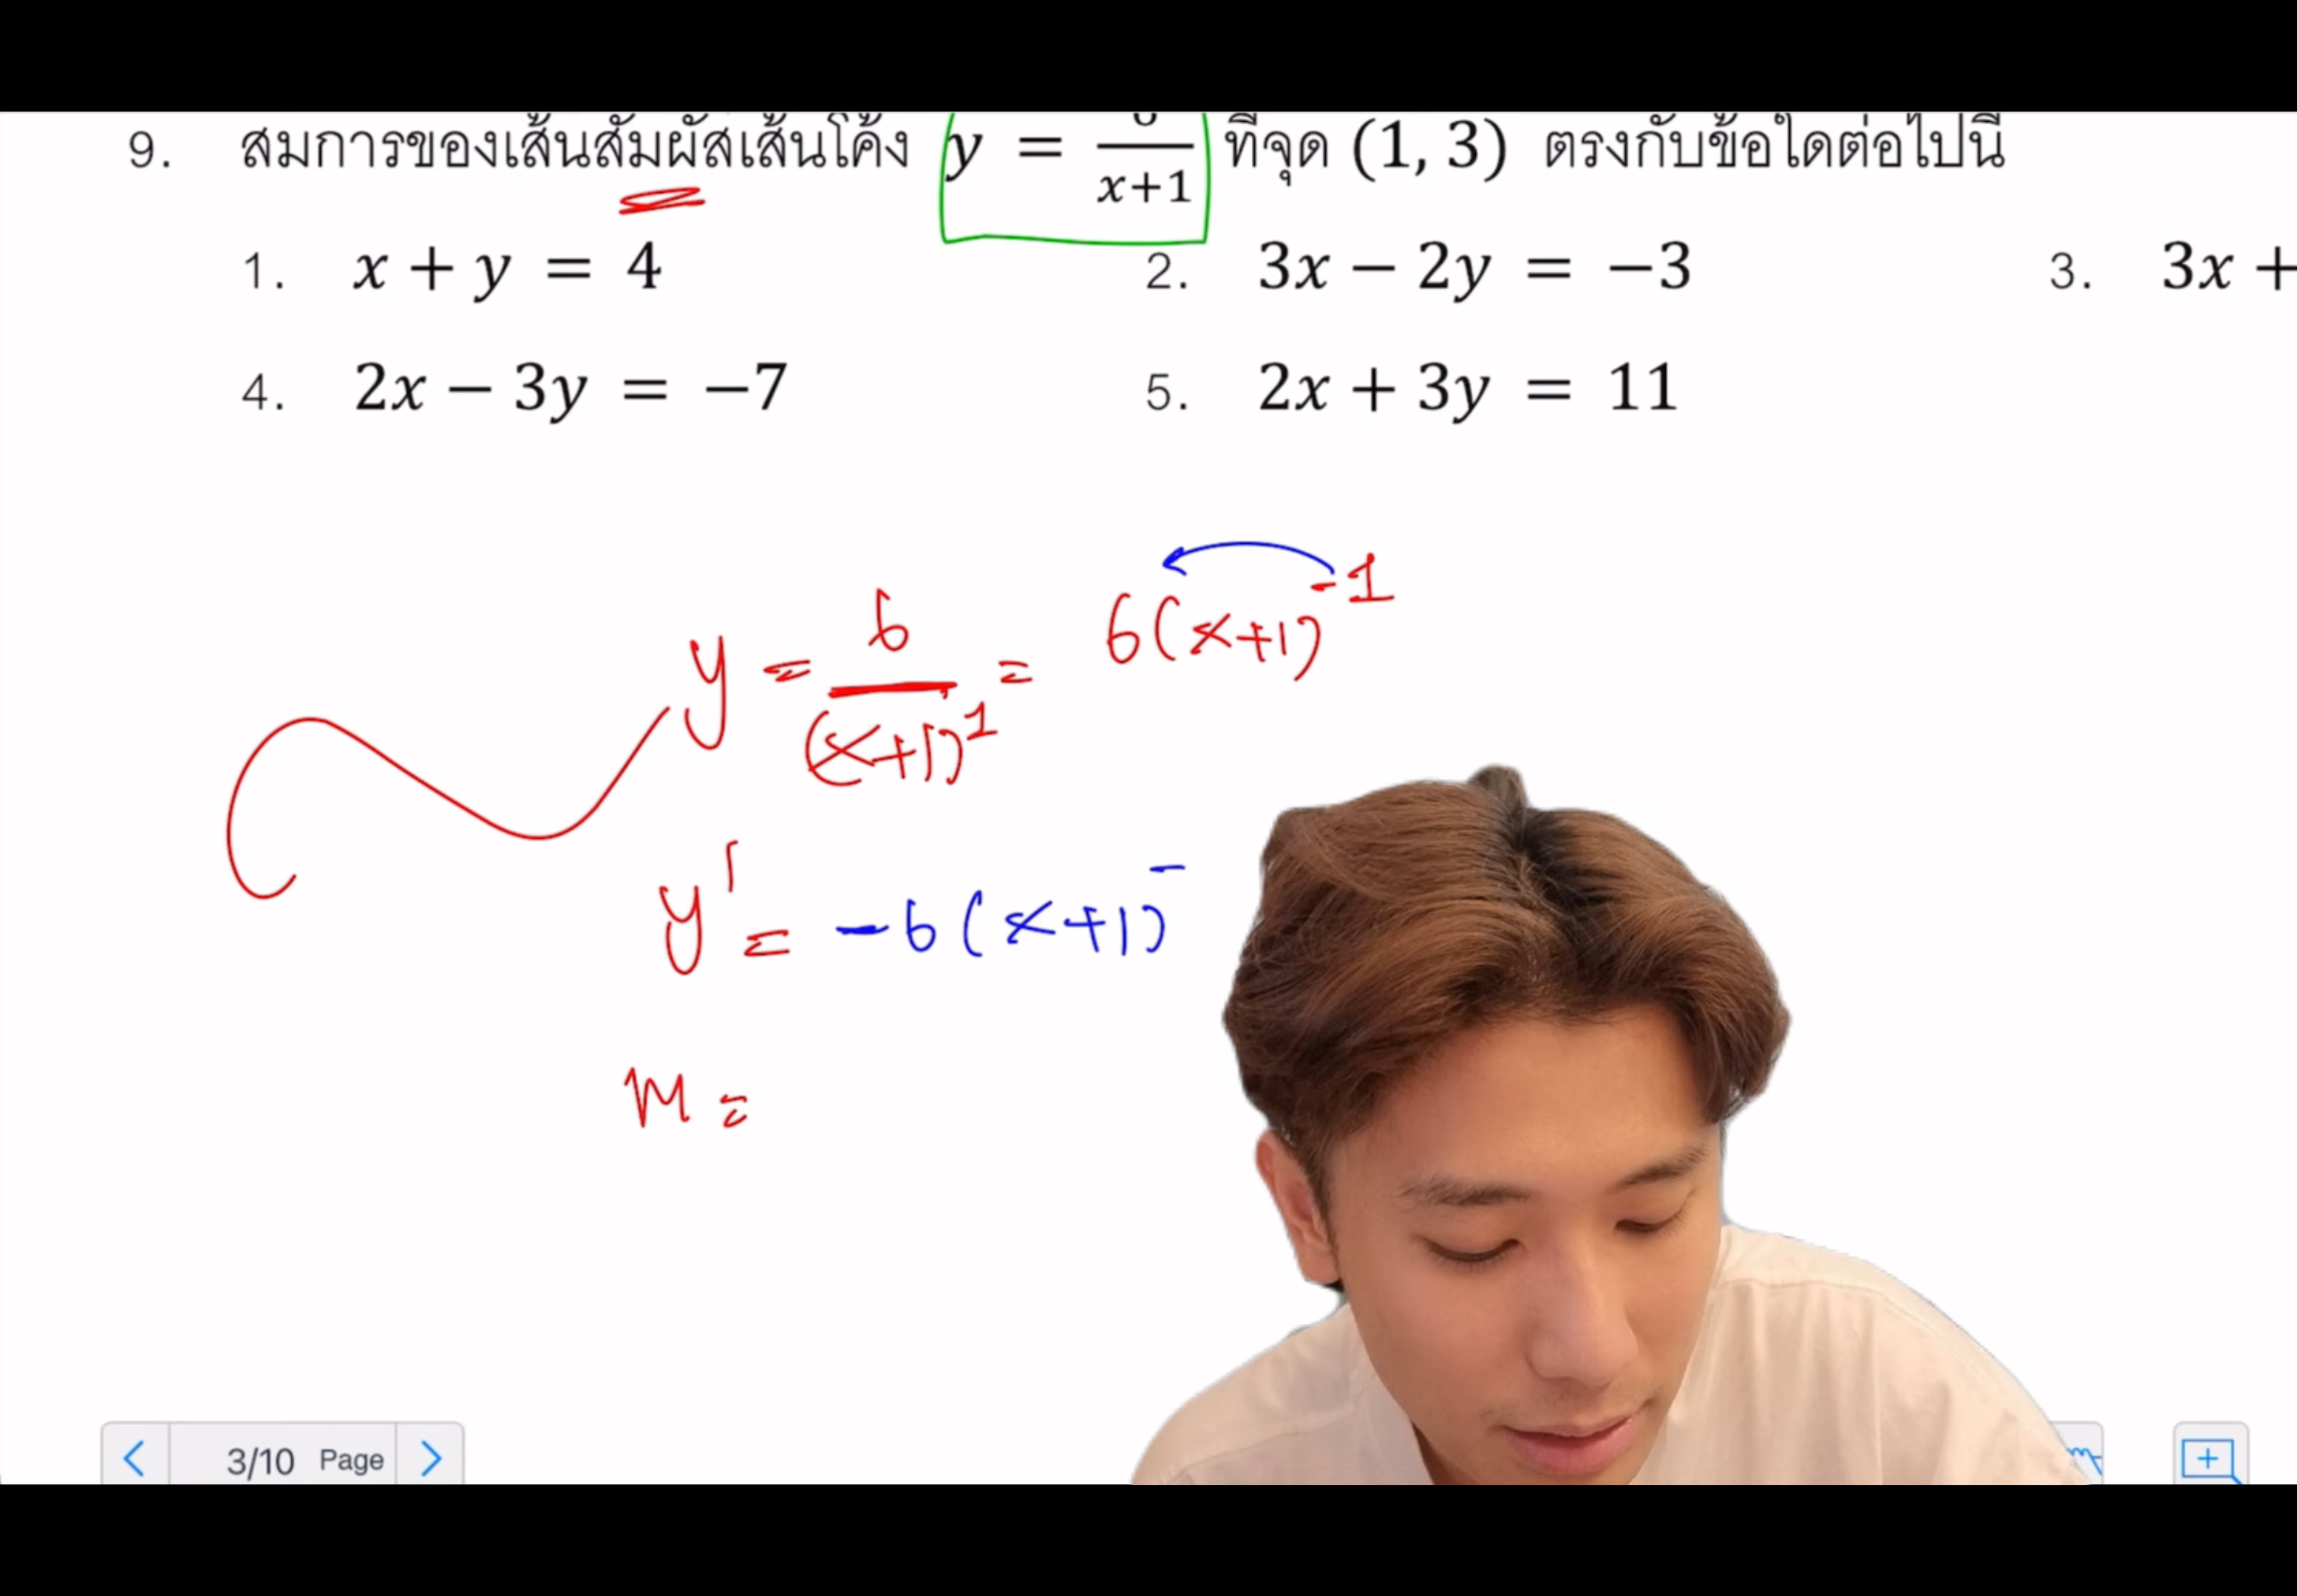 9. สมการของเส้นสัมผัสเส้นโค้ง y = 6/(x+1) ที่จุด (1, 3) ตรงกับข้อใดต่อไปนี้
1. x + y = 4 2. 3x − 2y = −3 3. 3x +
4. 2x − 3y = −7 5. 2x + 3y = 11
y = 6/(x+1)¹ = 6(x+1)⁻¹
y' = -6(x+1)⁻
m =
3/10 Page